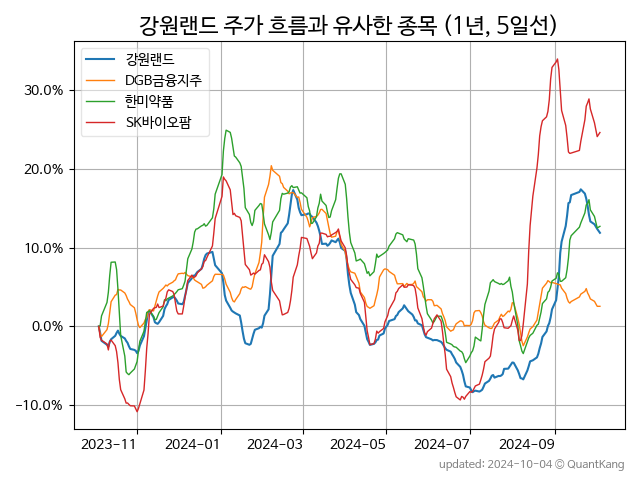 강원랜드 주가 흐름과 유사한 종목 (1년, 5일선)
강원랜드
DGB금융지주
한미약품
SK바이오팜
30.0%
20.0%
10.0%
0.0%
−10.0%
2023−11
2024−01
2024−03
2024−05
2024−07
2024−09
updated: 2024-10-04 © QuantKang